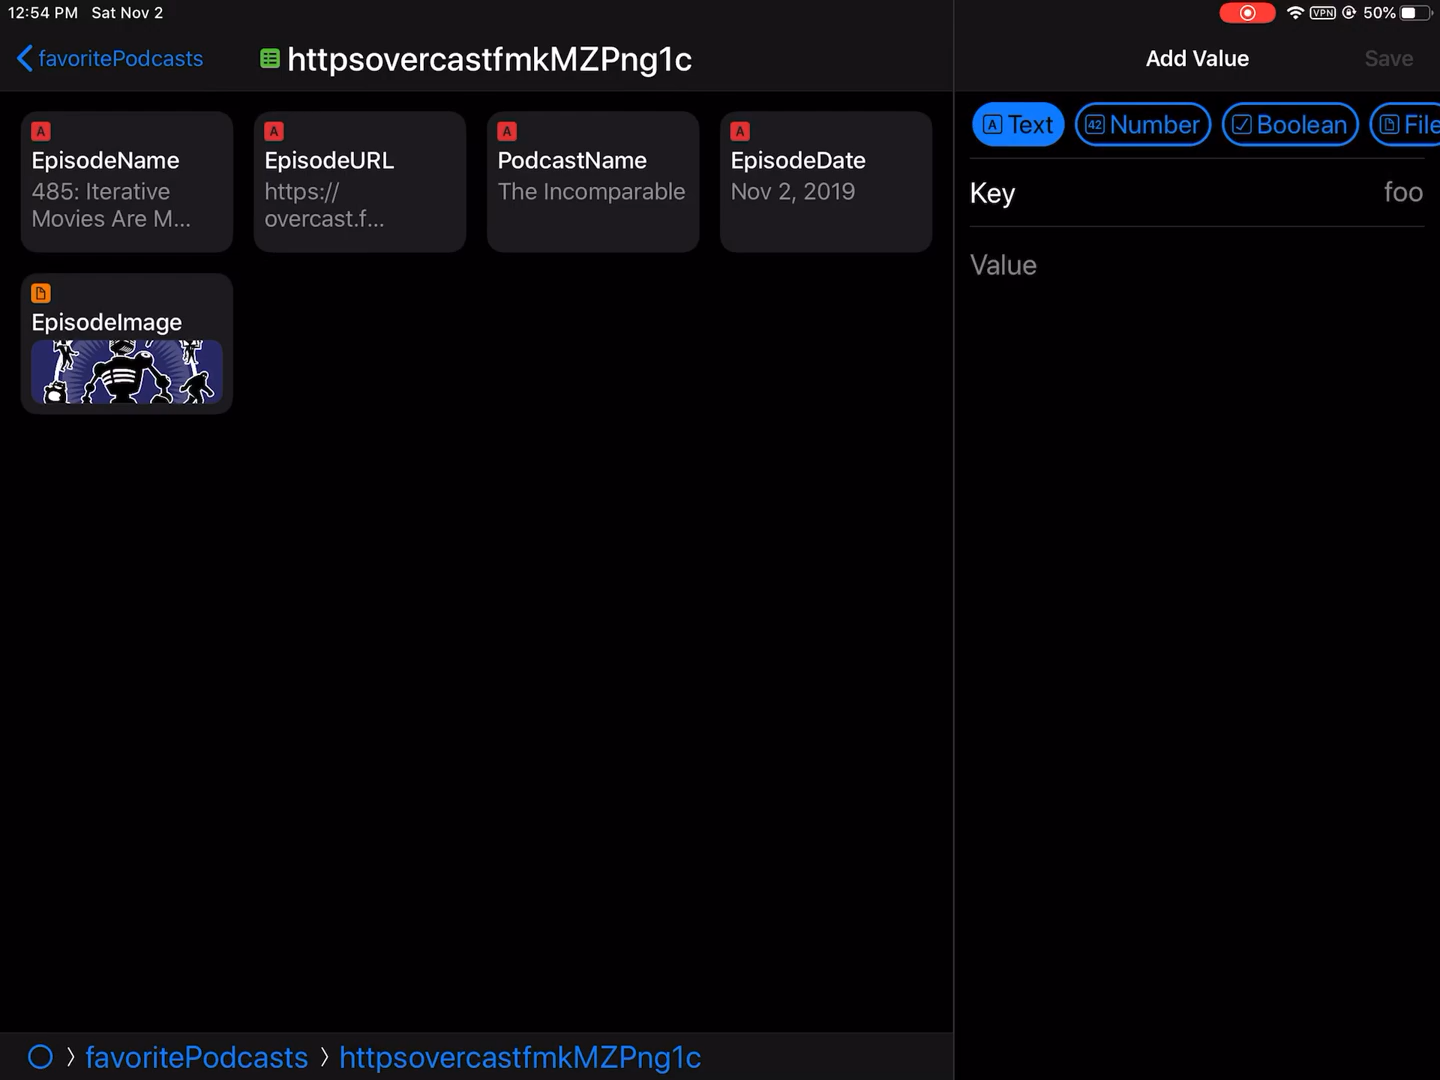 12:54 PM Sat Nov 2
VPN 50%
favoritePodcasts
httpsovercastfmkMZPng1c
Add Value
Save
A Text
42 Number
Boolean
File
A
EpisodeName
485: Iterative
Movies Are M...
A
EpisodeURL
https://
overcast.f...
A
PodcastName
The Incomparable
A
EpisodeDate
Nov 2, 2019
EpisodeImage
Key
foo
Value
favoritePodcasts
httpsovercastfmkMZPng1c